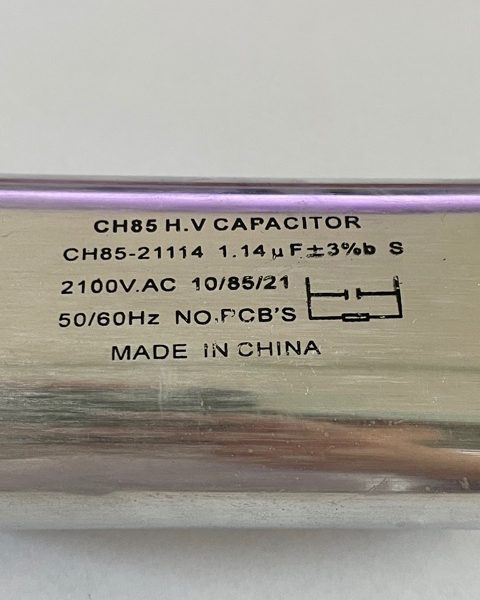 CH85 H.V CAPACITOR
CH85-21114 1.14μF±3% S
2100V.AC 10/85/21
50/60Hz NO.PCB'S
MADE IN CHINA